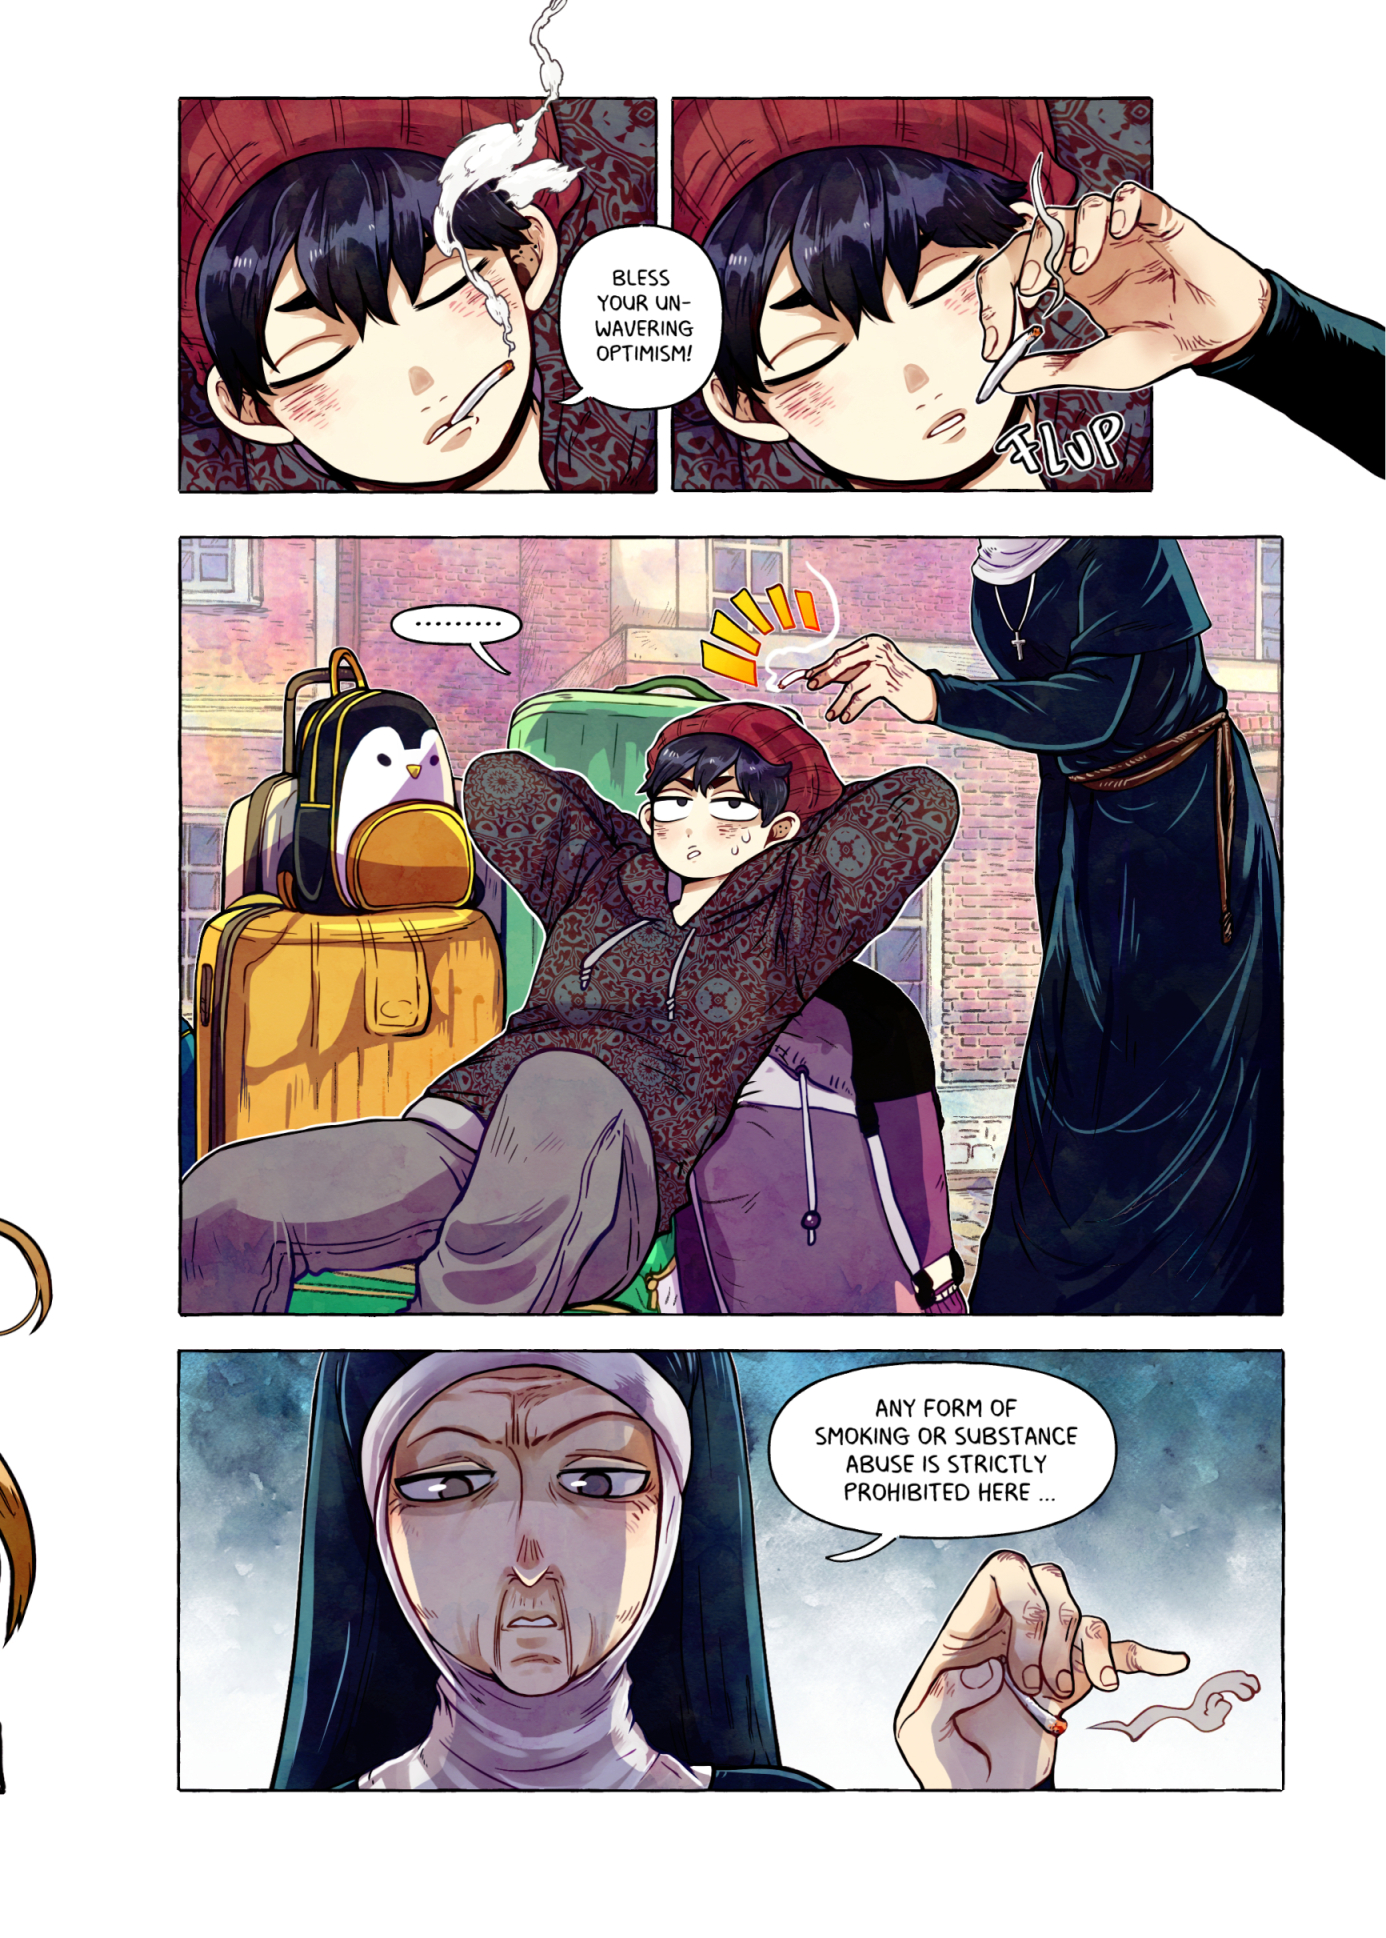 BLESS
YOUR UN-
WAVERING
OPTIMISM!
FLUP
.........
ANY FORM OF
SMOKING OR SUBSTANCE
ABUSE IS STRICTLY
PROHIBITED HERE ...